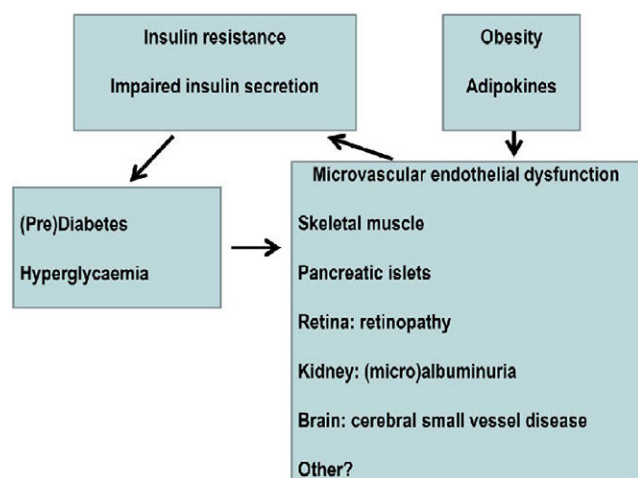 Insulin resistance
Impaired insulin secretion
Obesity
Adipokines
(Pre)Diabetes
Hyperglycaemia
Microvascular endothelial dysfunction
Skeletal muscle
Pancreatic islets
Retina: retinopathy
Kidney: (micro)albuminuria
Brain: cerebral small vessel disease
Other?